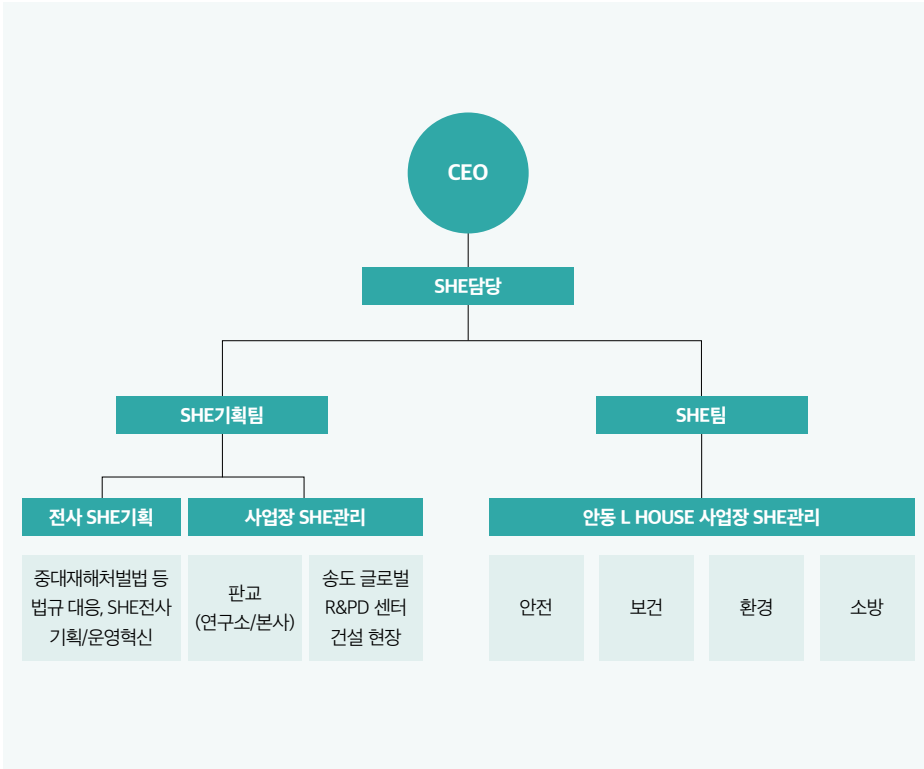 CEO
SHE담당
SHE기획팀
SHE팀
전사 SHE기획
사업장 SHE관리
안동 L HOUSE 사업장 SHE관리
중대재해처벌법 등
법규 대응, SHE전사
기획/운영혁신
판교
(연구소/본사)
송도 글로벌
R&PD 센터
건설 현장
안전
보건
환경
소방